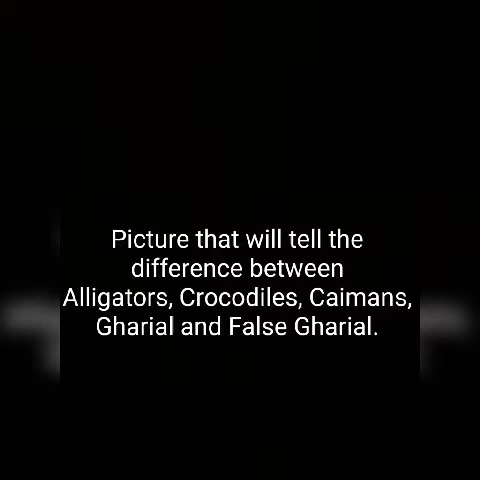 Picture that will tell the
difference between
Alligators, Crocodiles, Caimans,
Gharial and False Gharial.